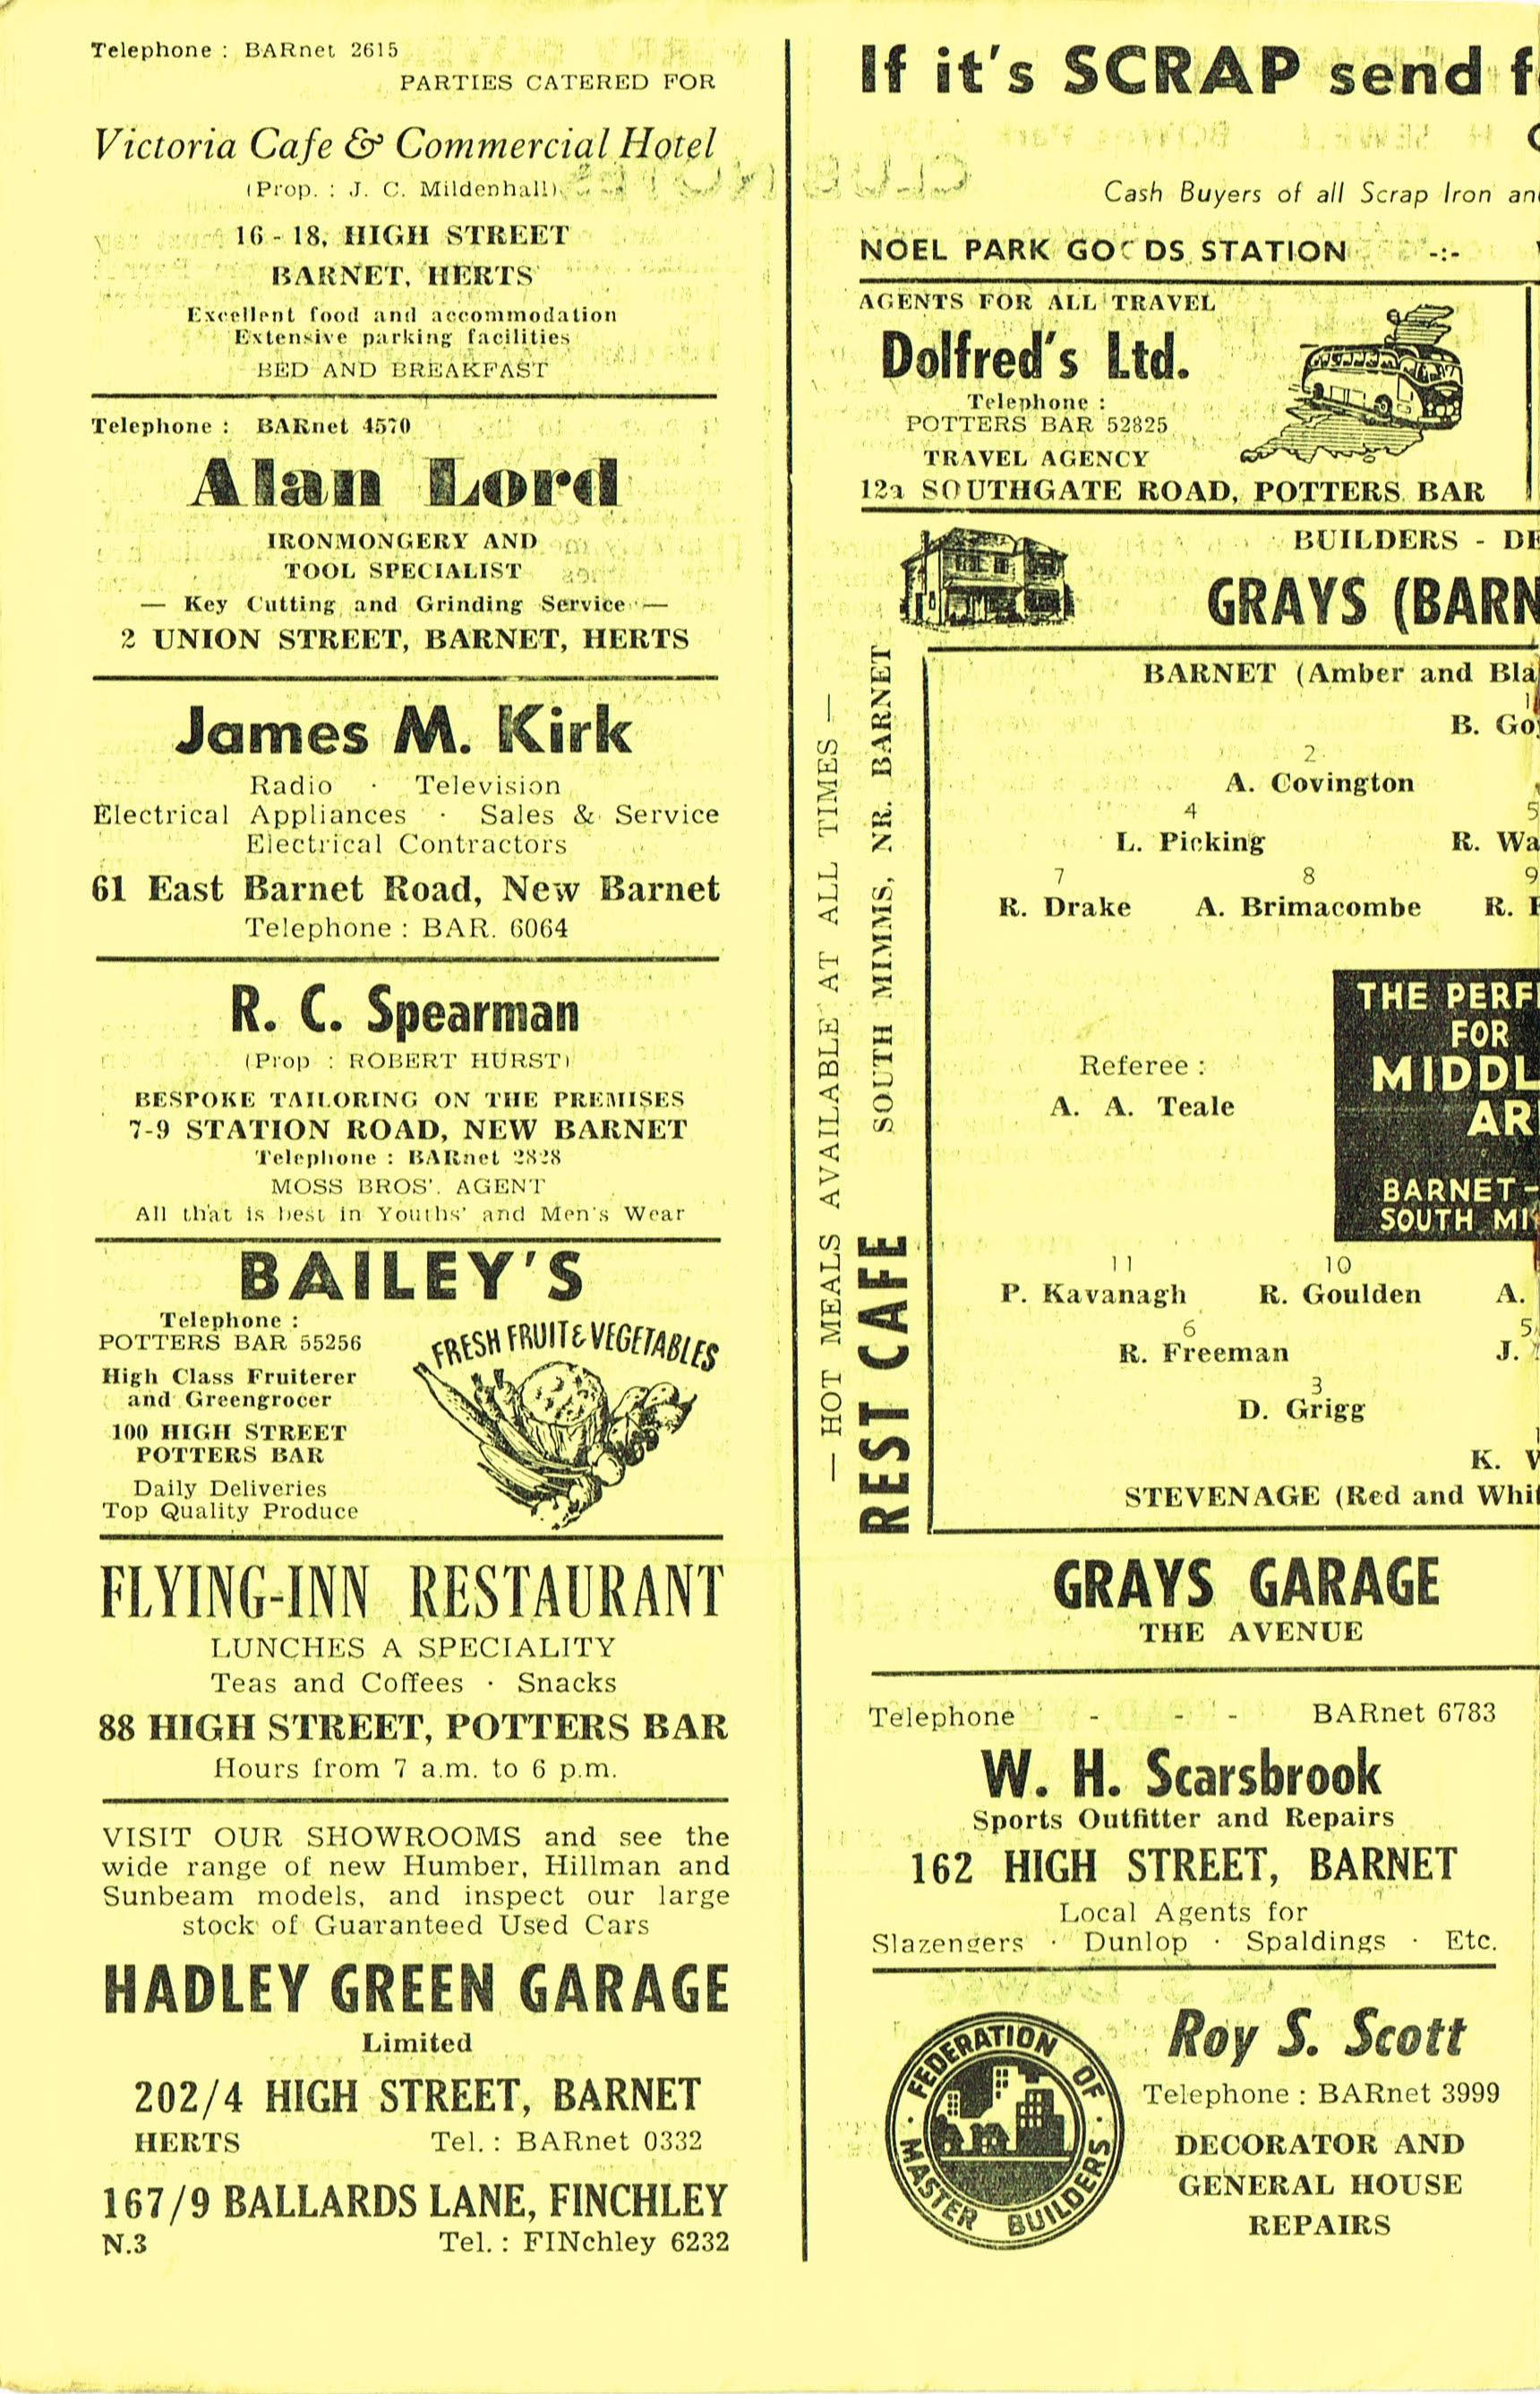 Telephone : BARnet 2615
PARTIES CATERED FOR
Victoria Cafe & Commercial Hotel
(Prop. : J. C. Mildenhall)
16 - 18, HIGH STREET
BARNET, HERTS
Excellent food and accommodation
Extensive parking facilities
BED AND BREAKFAST
Telephone : BARnet 4570
Alan Lord
IRONMONGERY AND
TOOL SPECIALIST
— Key Cutting and Grinding Service —
2 UNION STREET, BARNET, HERTS
James M. Kirk
Radio · Television
Electrical Appliances · Sales & Service
Electrical Contractors
61 East Barnet Road, New Barnet
Telephone : BAR. 6064
R. C. Spearman
(Prop : ROBERT HURST)
BESPOKE TAILORING ON THE PREMISES
7-9 STATION ROAD, NEW BARNET
Telephone : BARnet 2828
MOSS BROS'. AGENT
All that is best in Youths' and Men's Wear
BAILEY'S
Telephone :
POTTERS BAR 55256
High Class Fruiterer
and Greengrocer
100 HIGH STREET
POTTERS BAR
Daily Deliveries
Top Quality Produce
FRESH FRUIT & VEGETABLES
FLYING-INN RESTAURANT
LUNCHES A SPECIALITY
Teas and Coffees · Snacks
88 HIGH STREET, POTTERS BAR
Hours from 7 a.m. to 6 p.m.
VISIT OUR SHOWROOMS and see the
wide range of new Humber, Hillman and
Sunbeam models, and inspect our large
stock of Guaranteed Used Cars
HADLEY GREEN GARAGE
Limited
202/4 HIGH STREET, BARNET
HERTS Tel. : BARnet 0332
167/9 BALLARDS LANE, FINCHLEY
N.3 Tel. : FINchley 6232
If it's SCRAP send
Cash Buyers of all Scrap Iron
NOEL PARK GOODS STATION -:-
AGENTS FOR ALL TRAVEL
Dolfred's Ltd.
Telephone :
POTTERS BAR 52825
TRAVEL AGENCY
12a SOUTHGATE ROAD, POTTERS BAR
BUILDERS -
GRAYS (BARN
— HOT MEALS AVAILABLE AT ALL TIMES —
REST CAFE SOUTH MIMMS, NR. BARNET
BARNET (Amber and Bla
B. Go
2
A. Covington
4 5
L. Picking R. Wa
7 8 9
R. Drake A. Brimacombe R.
THE PERF
FOR
MIDDL
AR
BARNET-
SOUTH MI
Referee :
A. A. Teale
11 10
P. Kavanagh R. Goulden A.
6 5
R. Freeman J.
3
D. Grigg
K.
STEVENAGE (Red and Whi
GRAYS GARAGE
THE AVENUE
Telephone - - - BARnet 6783
W. H. Scarsbrook
Sports Outfitter and Repairs
162 HIGH STREET, BARNET
Local Agents for
Slazengers · Dunlop · Spaldings · Etc.
FEDERATION OF
MASTER BUILDERS
Roy S. Scott
Telephone : BARnet 3999
DECORATOR AND
GENERAL HOUSE
REPAIRS